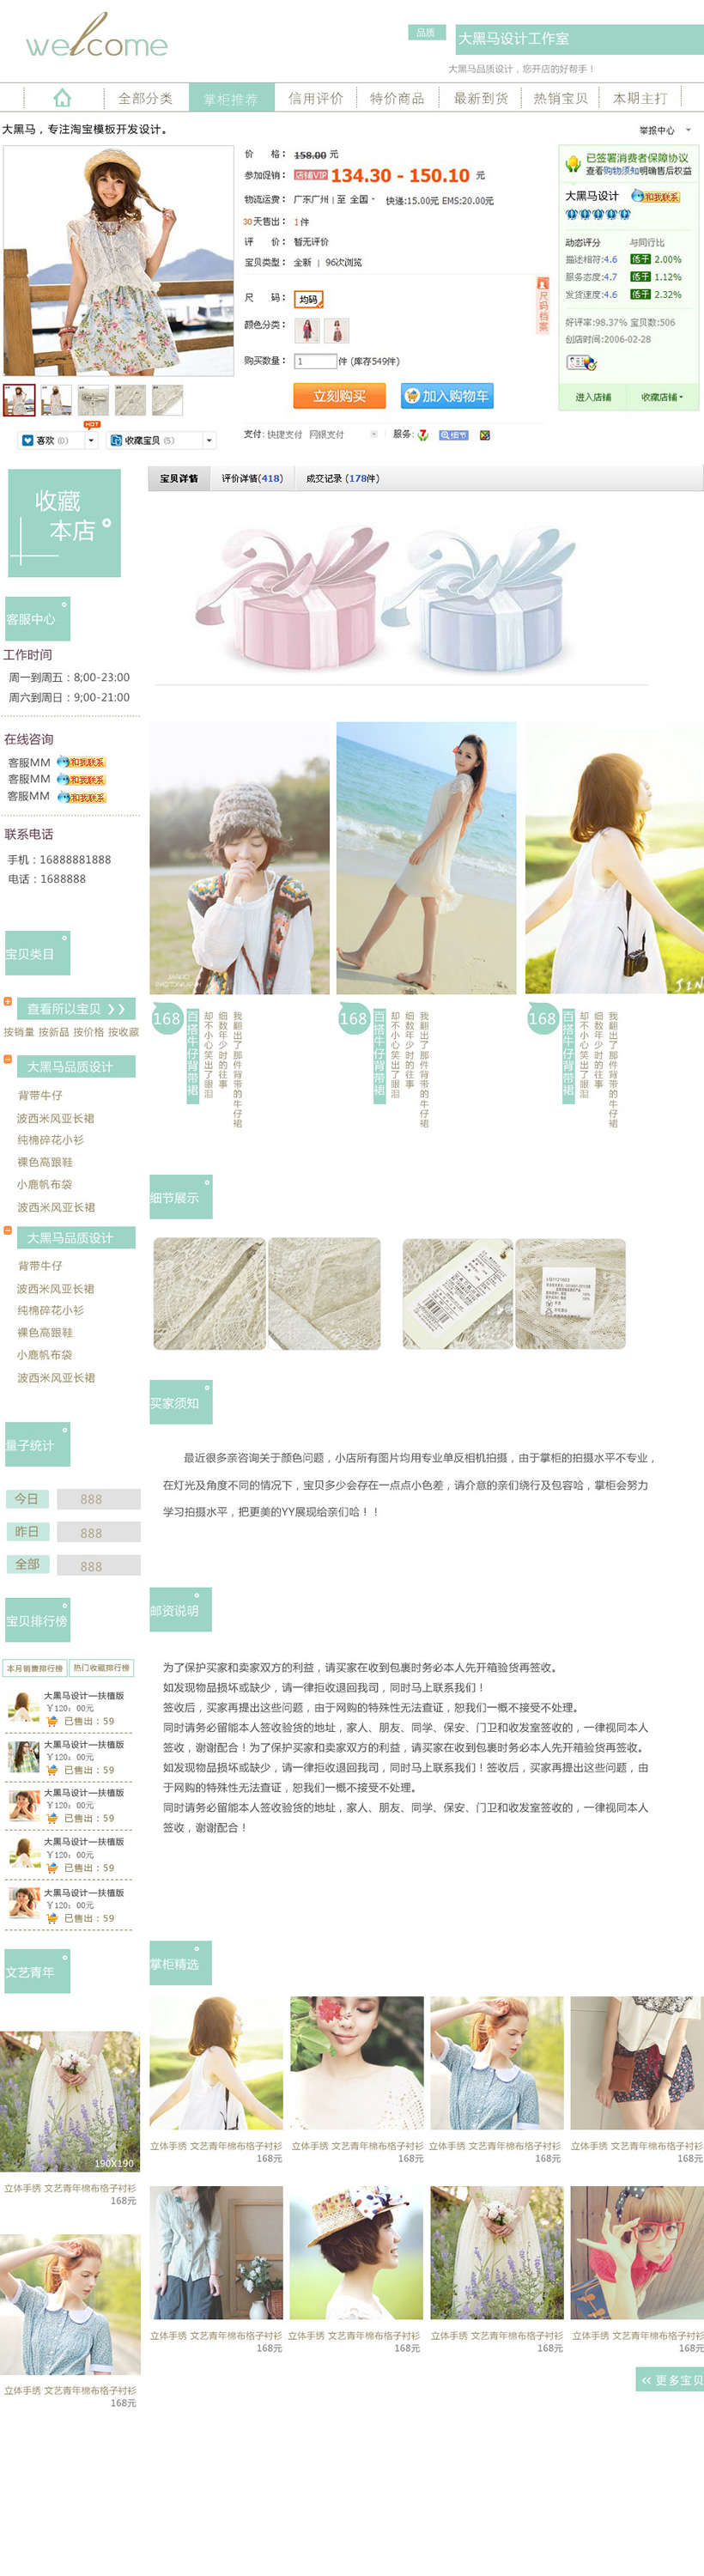 welcome
品质
大黑马设计工作室
大黑马品质设计，您开店的好帮手！
全部分类
掌柜推荐
信用评价
特价商品
最新到货
热销宝贝
本期主打
大黑马，专注淘宝模板开发设计。
举报中心
价 格： 158.00 元
参加促销： 店铺VIP 134.30 - 150.10 元
物流运费： 广东广州 | 至 全国 快递:15.00元 EMS:20.00元
30天售出： 1件
评 价： 暂无评价
宝贝类型： 全新 | 96次浏览
尺 码： 均码
尺码档案
颜色分类：
购买数量： 1 件 (库存549件)
立刻购买
加入购物车
支付: 快捷支付 网银支付
服务: 7 细节
HOT
喜欢 (0)
收藏宝贝 (5)
已签署消费者保障协议
查看购物须知明确售后权益
大黑马设计 和我联系
动态评分 与同行比
描述相符:4.6 低于 2.00%
服务态度:4.7 低于 1.12%
发货速度:4.6 低于 2.32%
好评率:98.37% 宝贝数:506
创店时间:2006-02-28
进入店铺
收藏店铺
收藏
本店
宝贝详情
评价详情(418)
成交记录 (178件)
客服中心
工作时间
周一到周五：8;00-23:00
周六到周日：9;00-21:00
在线咨询
客服MM 和我联系
客服MM 和我联系
客服MM 和我联系
联系电话
手机：16888881888
电话：1688888
宝贝类目
查看所以宝贝 》》
按销量 按新品 按价格 按收藏
大黑马品质设计
背带牛仔
波西米风亚长裙
纯棉碎花小衫
裸色高跟鞋
小鹿帆布袋
波西米风亚长裙
大黑马品质设计
背带牛仔
波西米风亚长裙
纯棉碎花小衫
裸色高跟鞋
小鹿帆布袋
波西米风亚长裙
量子统计
今日 888
昨日 888
全部 888
宝贝排行榜
本月销售排行榜
热门收藏排行榜
大黑马设计—扶植版
￥120：00元
已售出：59
大黑马设计—扶植版
￥120：00元
已售出：59
大黑马设计—扶植版
￥120：00元
已售出：59
大黑马设计—扶植版
￥120：00元
已售出：59
大黑马设计—扶植版
￥120：00元
已售出：59
文艺青年
190X190
立体手绣 文艺青年棉布格子衬衫
168元
立体手绣 文艺青年棉布格子衬衫
168元
168
百搭牛仔背带裙
却不小心笑出了眼泪
细数年少时的往事
我翻出了那件背带的牛仔裙
168
百搭牛仔背带裙
却不小心笑出了眼泪
细数年少时的往事
我翻出了那件背带的牛仔裙
168
百搭牛仔背带裙
却不小心笑出了眼泪
细数年少时的往事
我翻出了那件背带的牛仔裙
细节展示
买家须知
最近很多亲咨询关于颜色问题，小店所有图片均用专业单反相机拍摄，由于掌柜的拍摄水平不专业，
在灯光及角度不同的情况下，宝贝多少会存在一点点小色差，请介意的亲们绕行及包容哈，掌柜会努力
学习拍摄水平，把更美的YY展现给亲们哈！！
邮资说明
为了保护买家和卖家双方的利益，请买家在收到包裹时务必本人先开箱验货再签收。
如发现物品损坏或缺少，请一律拒收退回我司，同时马上联系我们！
签收后，买家再提出这些问题，由于网购的特殊性无法查证，恕我们一概不接受不处理。
同时请务必留能本人签收验货的地址，家人、朋友、同学、保安、门卫和收发室签收的，一律视同本人
签收，谢谢配合！为了保护买家和卖家双方的利益，请买家在收到包裹时务必本人先开箱验货再签收。
如发现物品损坏或缺少，请一律拒收退回我司，同时马上联系我们！签收后，买家再提出这些问题，由
于网购的特殊性无法查证，恕我们一概不接受不处理。
同时请务必留能本人签收验货的地址，家人、朋友、同学、保安、门卫和收发室签收的，一律视同本人
签收，谢谢配合！
掌柜精选
立体手绣 文艺青年棉布格子衬衫
168元
立体手绣 文艺青年棉布格子衬衫
168元
立体手绣 文艺青年棉布格子衬衫
168元
立体手绣 文艺青年棉布格子衬衫
168元
立体手绣 文艺青年棉布格子衬衫
168元
立体手绣 文艺青年棉布格子衬衫
168元
立体手绣 文艺青年棉布格子衬衫
168元
立体手绣 文艺青年棉布格子衬衫
168元
‹‹ 更多宝贝